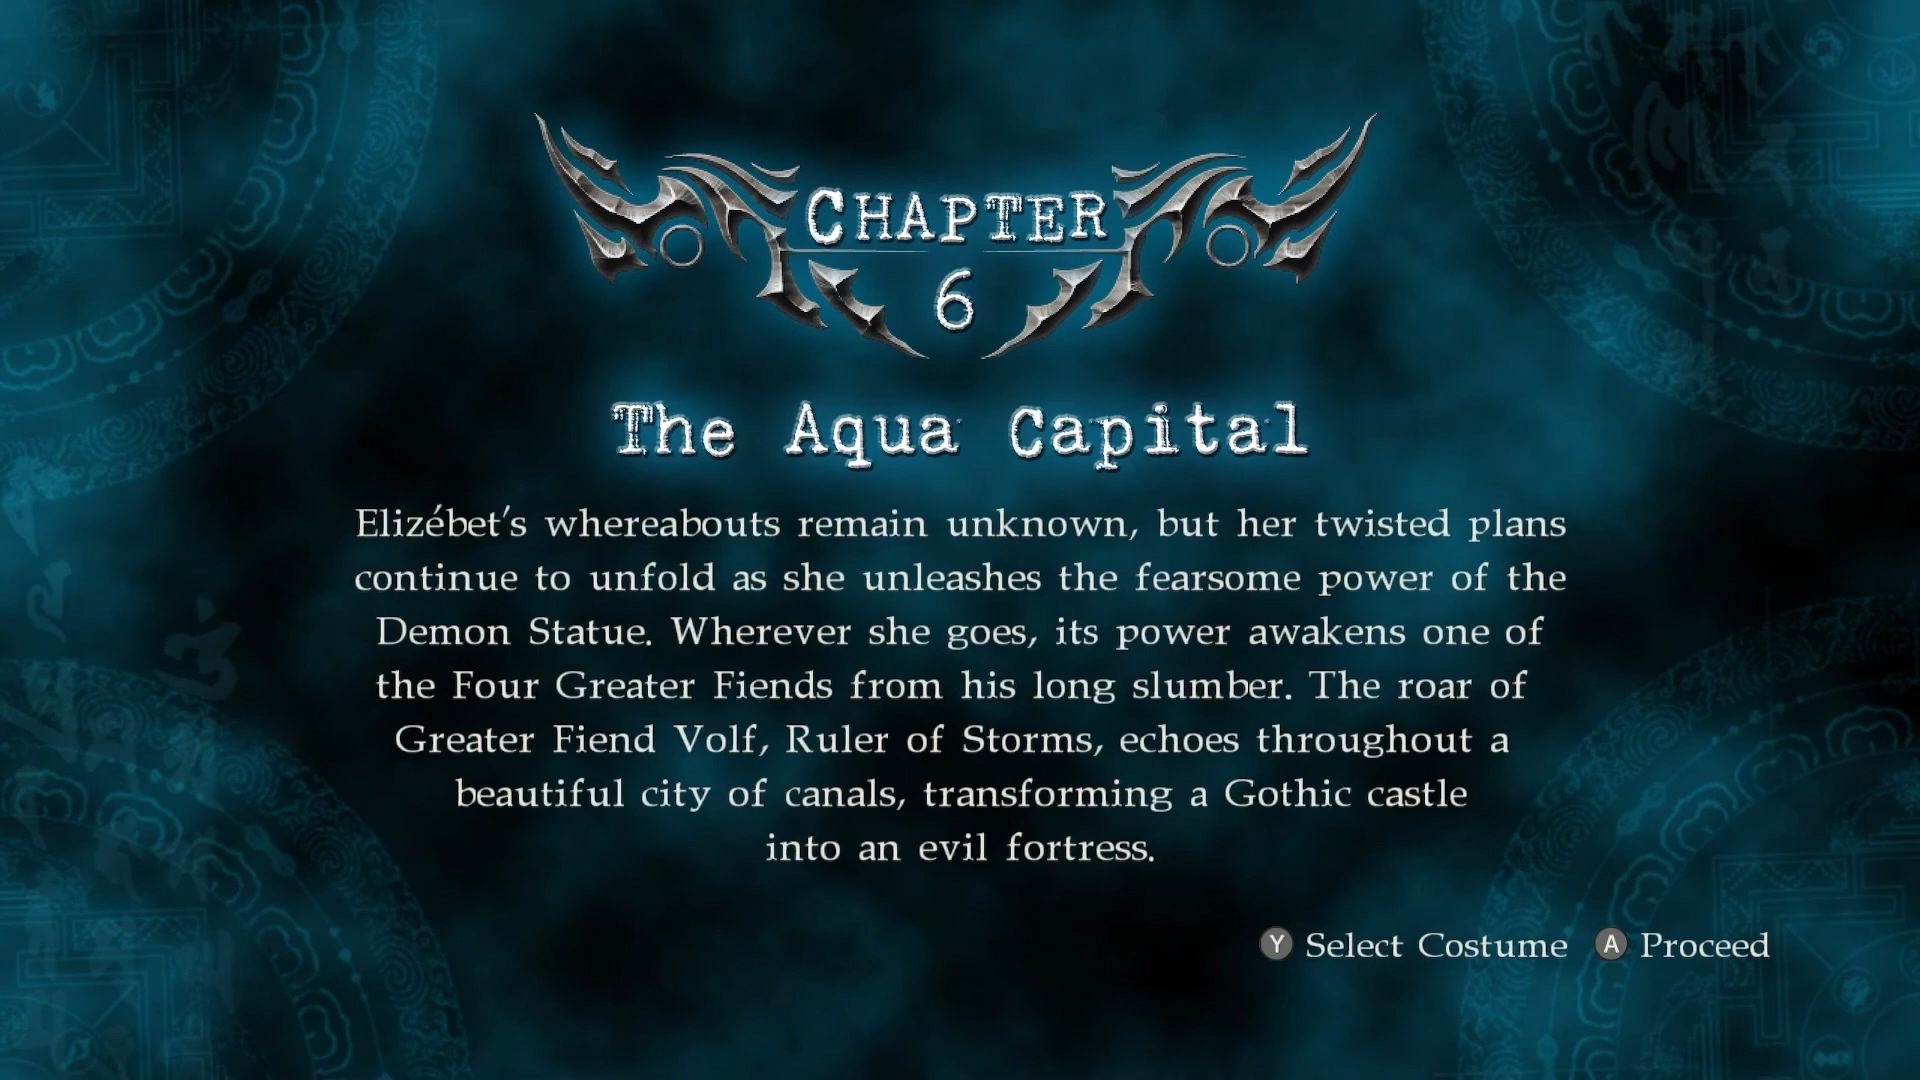 CHAPTER
6
The Aqua Capital
Elizébet's whereabouts remain unknown, but her twisted plans
continue to unfold as she unleashes the fearsome power of the
Demon Statue. Wherever she goes, its power awakens one of
the Four Greater Fiends from his long slumber. The roar of
Greater Fiend Volf, Ruler of Storms, echoes throughout a
beautiful city of canals, transforming a Gothic castle
into an evil fortress.
Y Select Costume A Proceed